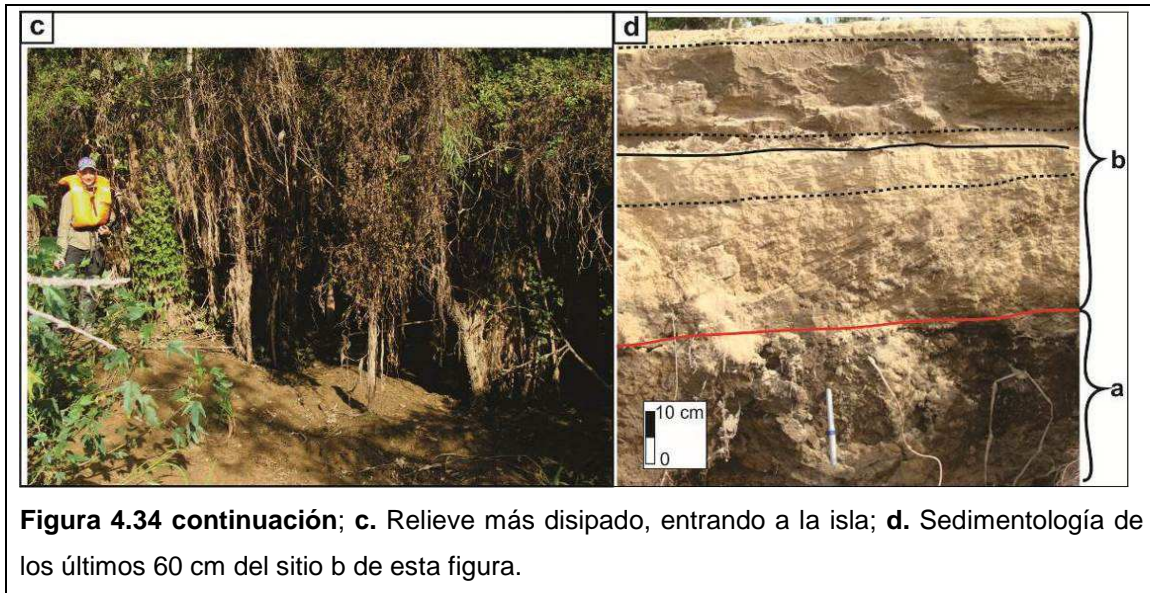 c
d
b
a
10 cm
0
Figura 4.34 continuación; c. Relieve más disipado, entrando a la isla; d. Sedimentología de
los últimos 60 cm del sitio b de esta figura.